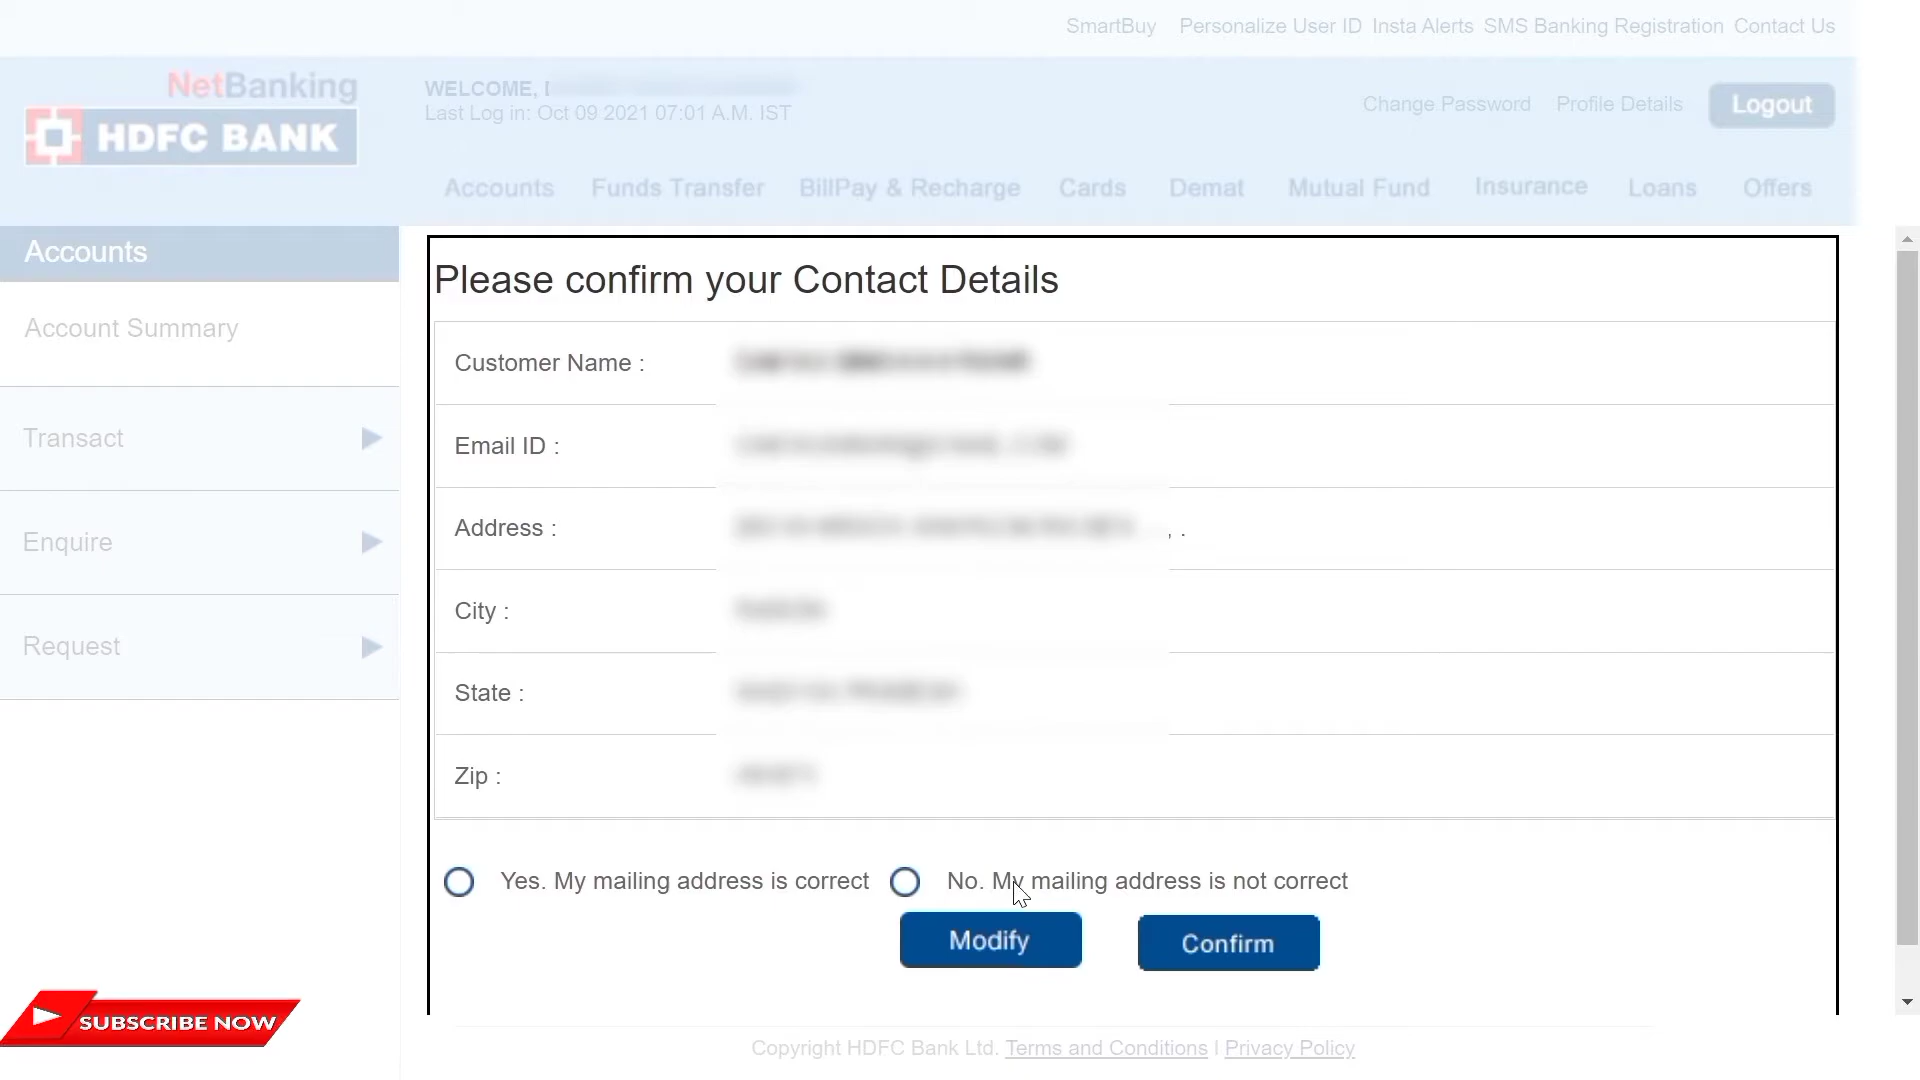 SmartBuy Personalize User ID Insta Alerts SMS Banking Registration Contact Us
NetBanking
HDFC BANK
WELCOME,
Last Log in: Oct 09 2021 07:01 A.M. IST
Change Password Profile Details Logout
Accounts Funds Transfer BillPay & Recharge Cards Demat Mutual Fund Insurance Loans Offers
Accounts
Account Summary
Transact
Enquire
Request
Please confirm your Contact Details
Customer Name :
Email ID :
Address : , .
City :
State :
Zip :
Yes. My mailing address is correct No. My mailing address is not correct
Modify Confirm
SUBSCRIBE NOW
Copyright HDFC Bank Ltd. Terms and Conditions | Privacy Policy